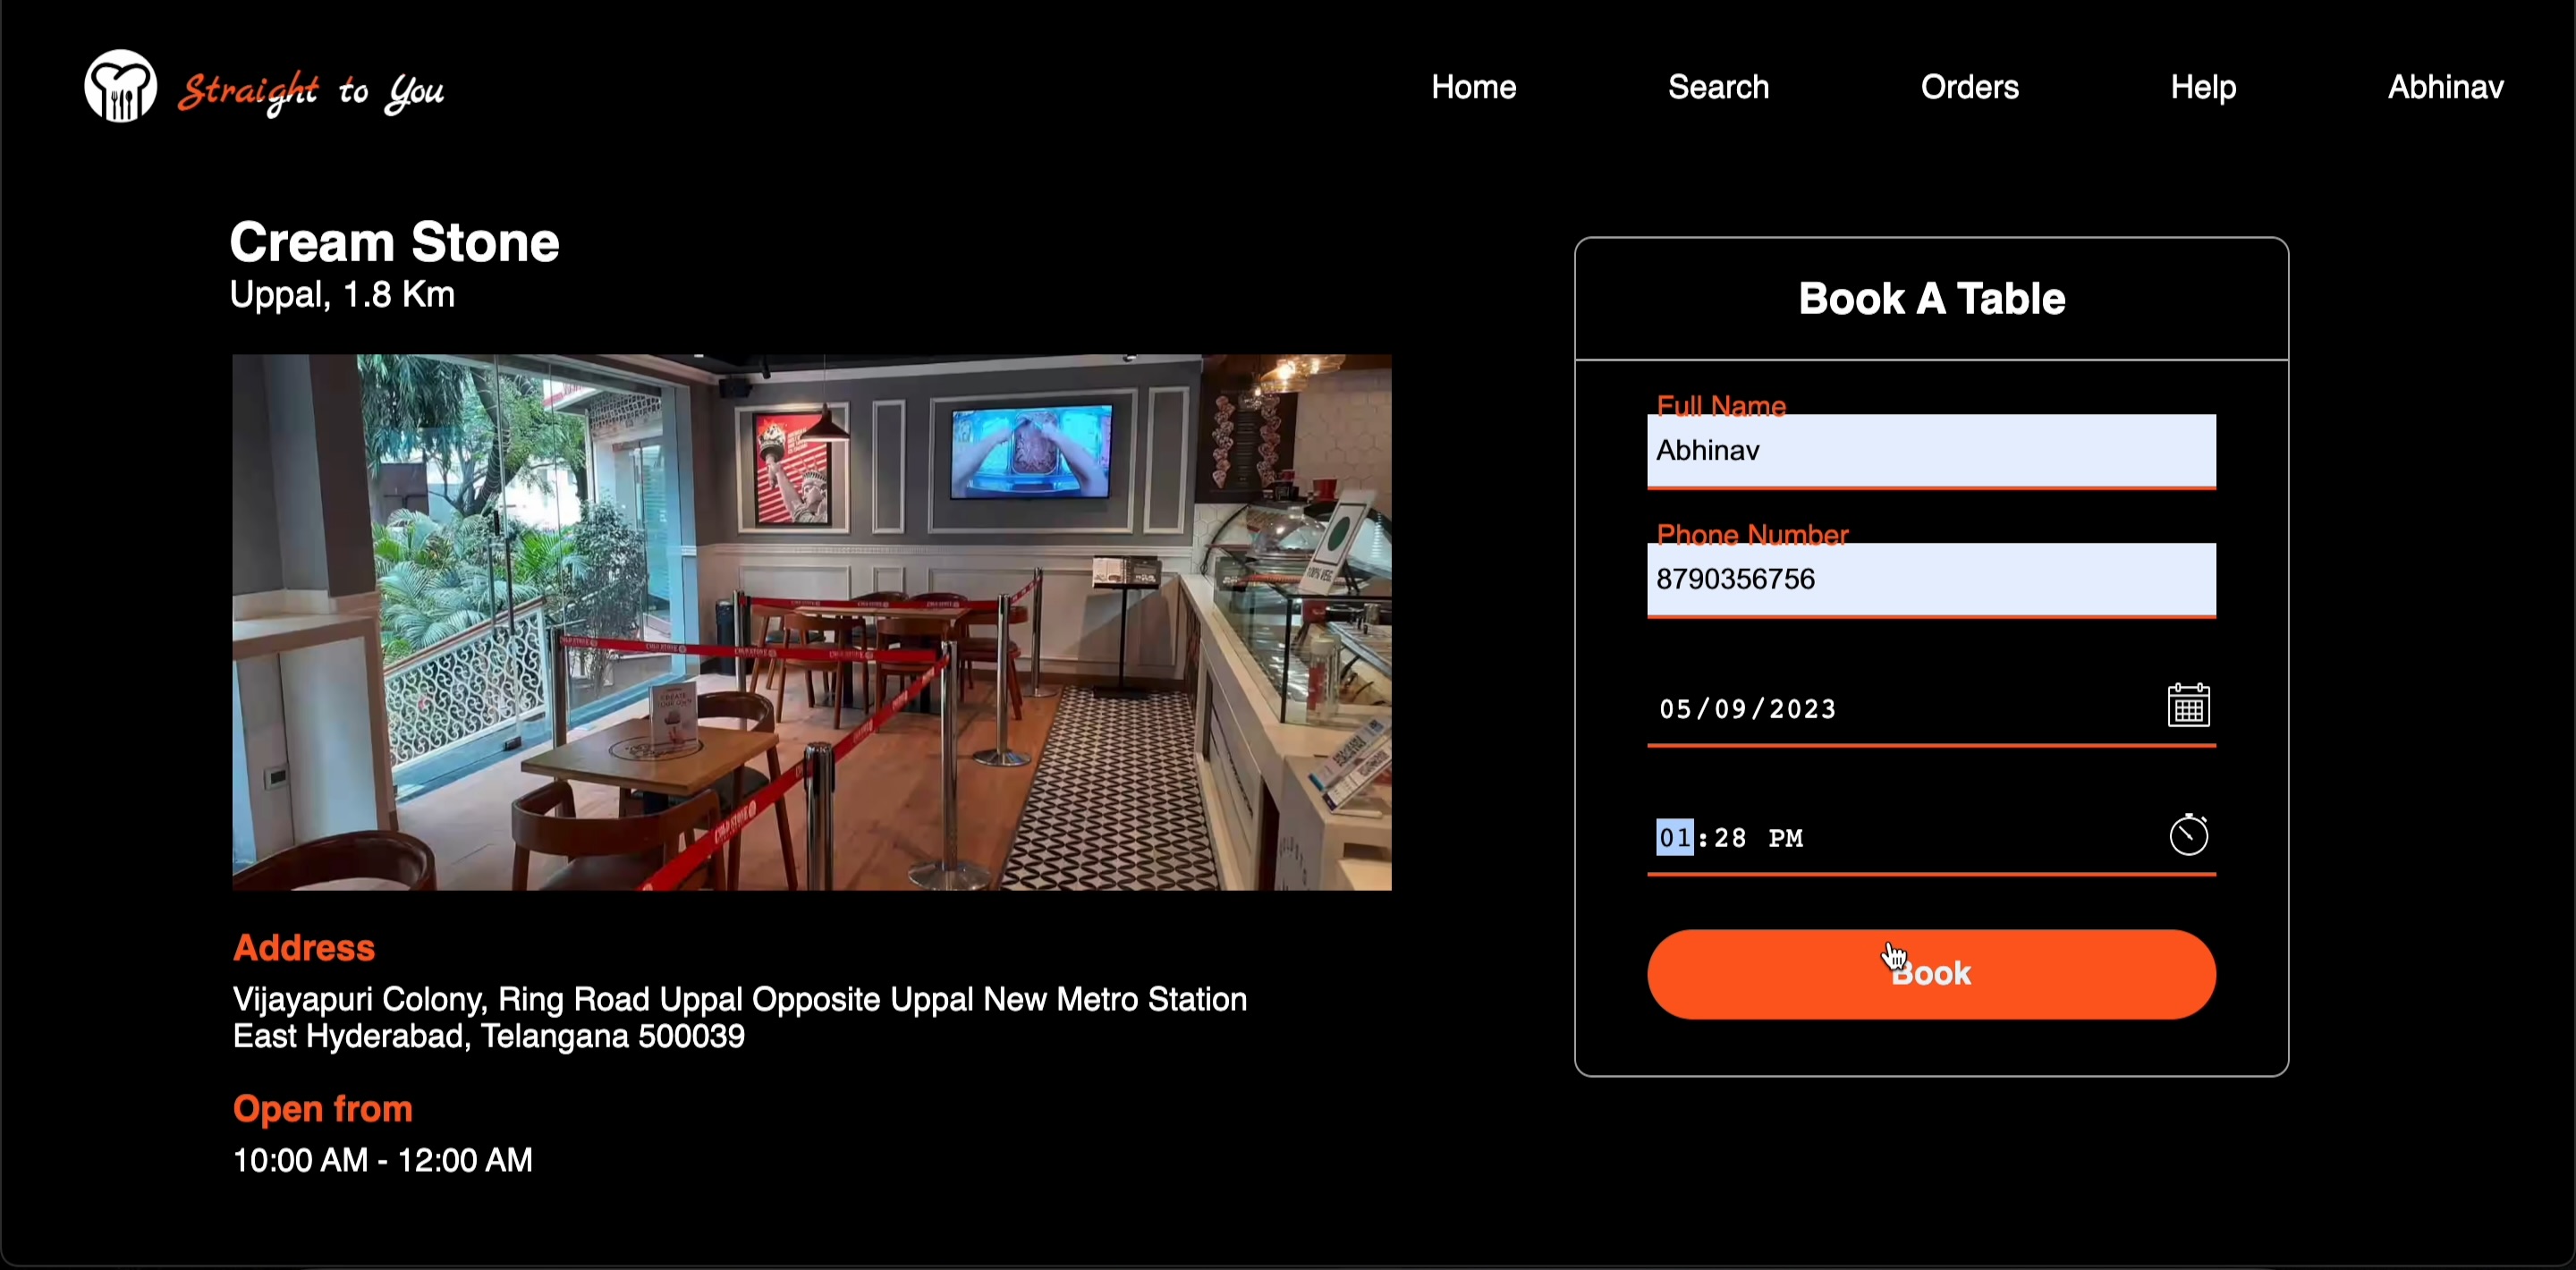 Straight to You
Home
Search
Orders
Help
Abhinav
Cream Stone
Uppal, 1.8 Km
Address
Vijayapuri Colony, Ring Road Uppal Opposite Uppal New Metro Station
East Hyderabad, Telangana 500039
Open from
10:00 AM - 12:00 AM
Book A Table
Full Name
Abhinav
Phone Number
8790356756
05/09/2023
01:28 PM
Book